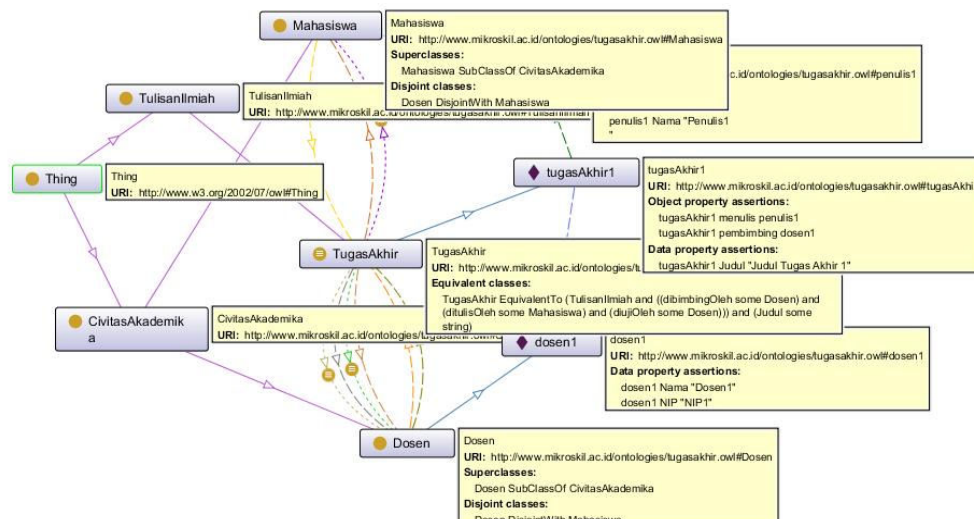 Mahasiswa
Mahasiswa
URI: http://www.mikroskil.ac.id/ontologies/tugasakhir.owl#Mahasiswa
Superclasses:
Mahasiswa SubClassOf CivitasAkademika
Disjoint classes:
Dosen DisjointWith Mahasiswa
c.id/ontologies/tugasakhir.owl#penulis1
penulis1 Nama "Penulis1
"
TulisanIlmiah
TulisanIlmiah
URI: http://www.mikroskil.ac.id/ontologies/tugasakhir.owl#TulisanIlmiah
Thing
Thing
URI: http://www.w3.org/2002/07/owl#Thing
tugasAkhir1
tugasAkhir1
URI: http://www.mikroskil.ac.id/ontologies/tugasakhir.owl#tugasAkhi
Object property assertions:
tugasAkhir1 menulis penulis1
tugasAkhir1 pembimbing dosen1
Data property assertions:
tugasAkhir1 Judul "Judul Tugas Akhir 1"
TugasAkhir
TugasAkhir
URI: http://www.mikroskil.ac.id/ontologies/tu
Equivalent classes:
TugasAkhir EquivalentTo (TulisanIlmiah and ((dibimbingOleh some Dosen) and
(ditulisOleh some Mahasiswa) and (diujiOleh some Dosen))) and (Judul some
string)
CivitasAkademik
a
CivitasAkademika
URI: http://www.mikroskil.ac.id/ontologies/tugasakhir.owl#
dosen1
dosen1
URI: http://www.mikroskil.ac.id/ontologies/tugasakhir.owl#dosen1
Data property assertions:
dosen1 Nama "Dosen1"
dosen1 NIP "NIP1"
Dosen
Dosen
URI: http://www.mikroskil.ac.id/ontologies/tugasakhir.owl#Dosen
Superclasses:
Dosen SubClassOf CivitasAkademika
Disjoint classes:
Dosen DisjointWith Mahasiswa